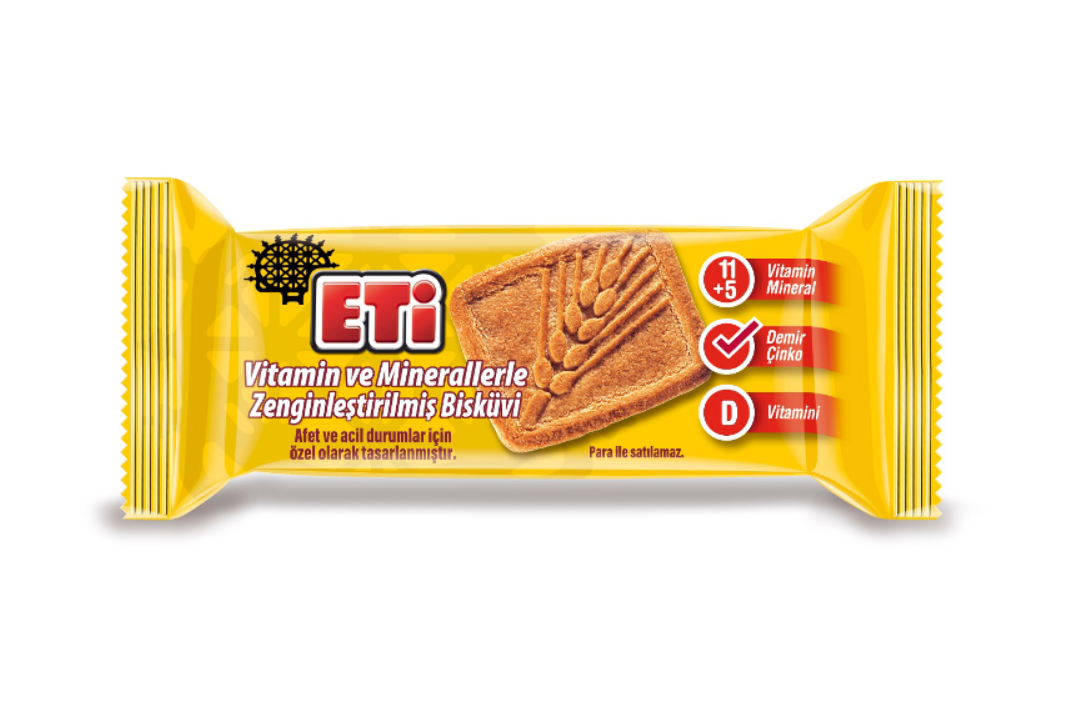 ETİ
Vitamin ve Minerallerle
Zenginleştirilmiş Bisküvi
Afet ve acil durumlar için
özel olarak tasarlanmıştır.
Para ile satılamaz.
11
+5
Vitamin
Mineral
Demir
Çinko
D
Vitamini